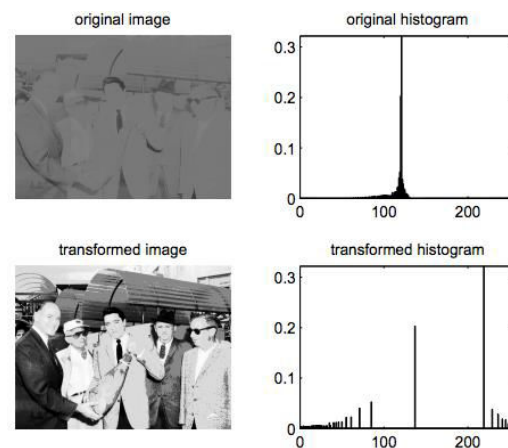 original image
original histogram
0.3
0.2
0.1
0
0 100 200
transformed image
transformed histogram
0.3
0.2
0.1
0
0 100 200